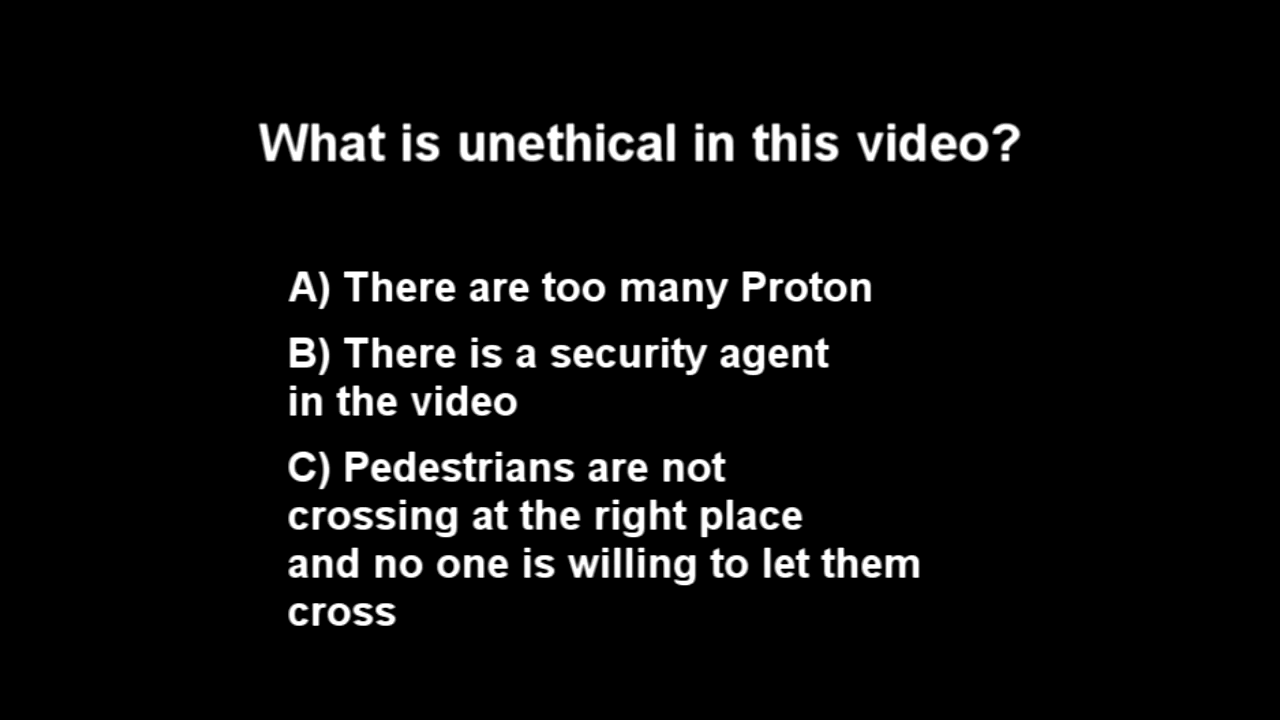 What is unethical in this video?
A) There are too many Proton
B) There is a security agent
in the video
C) Pedestrians are not
crossing at the right place
and no one is willing to let them
cross